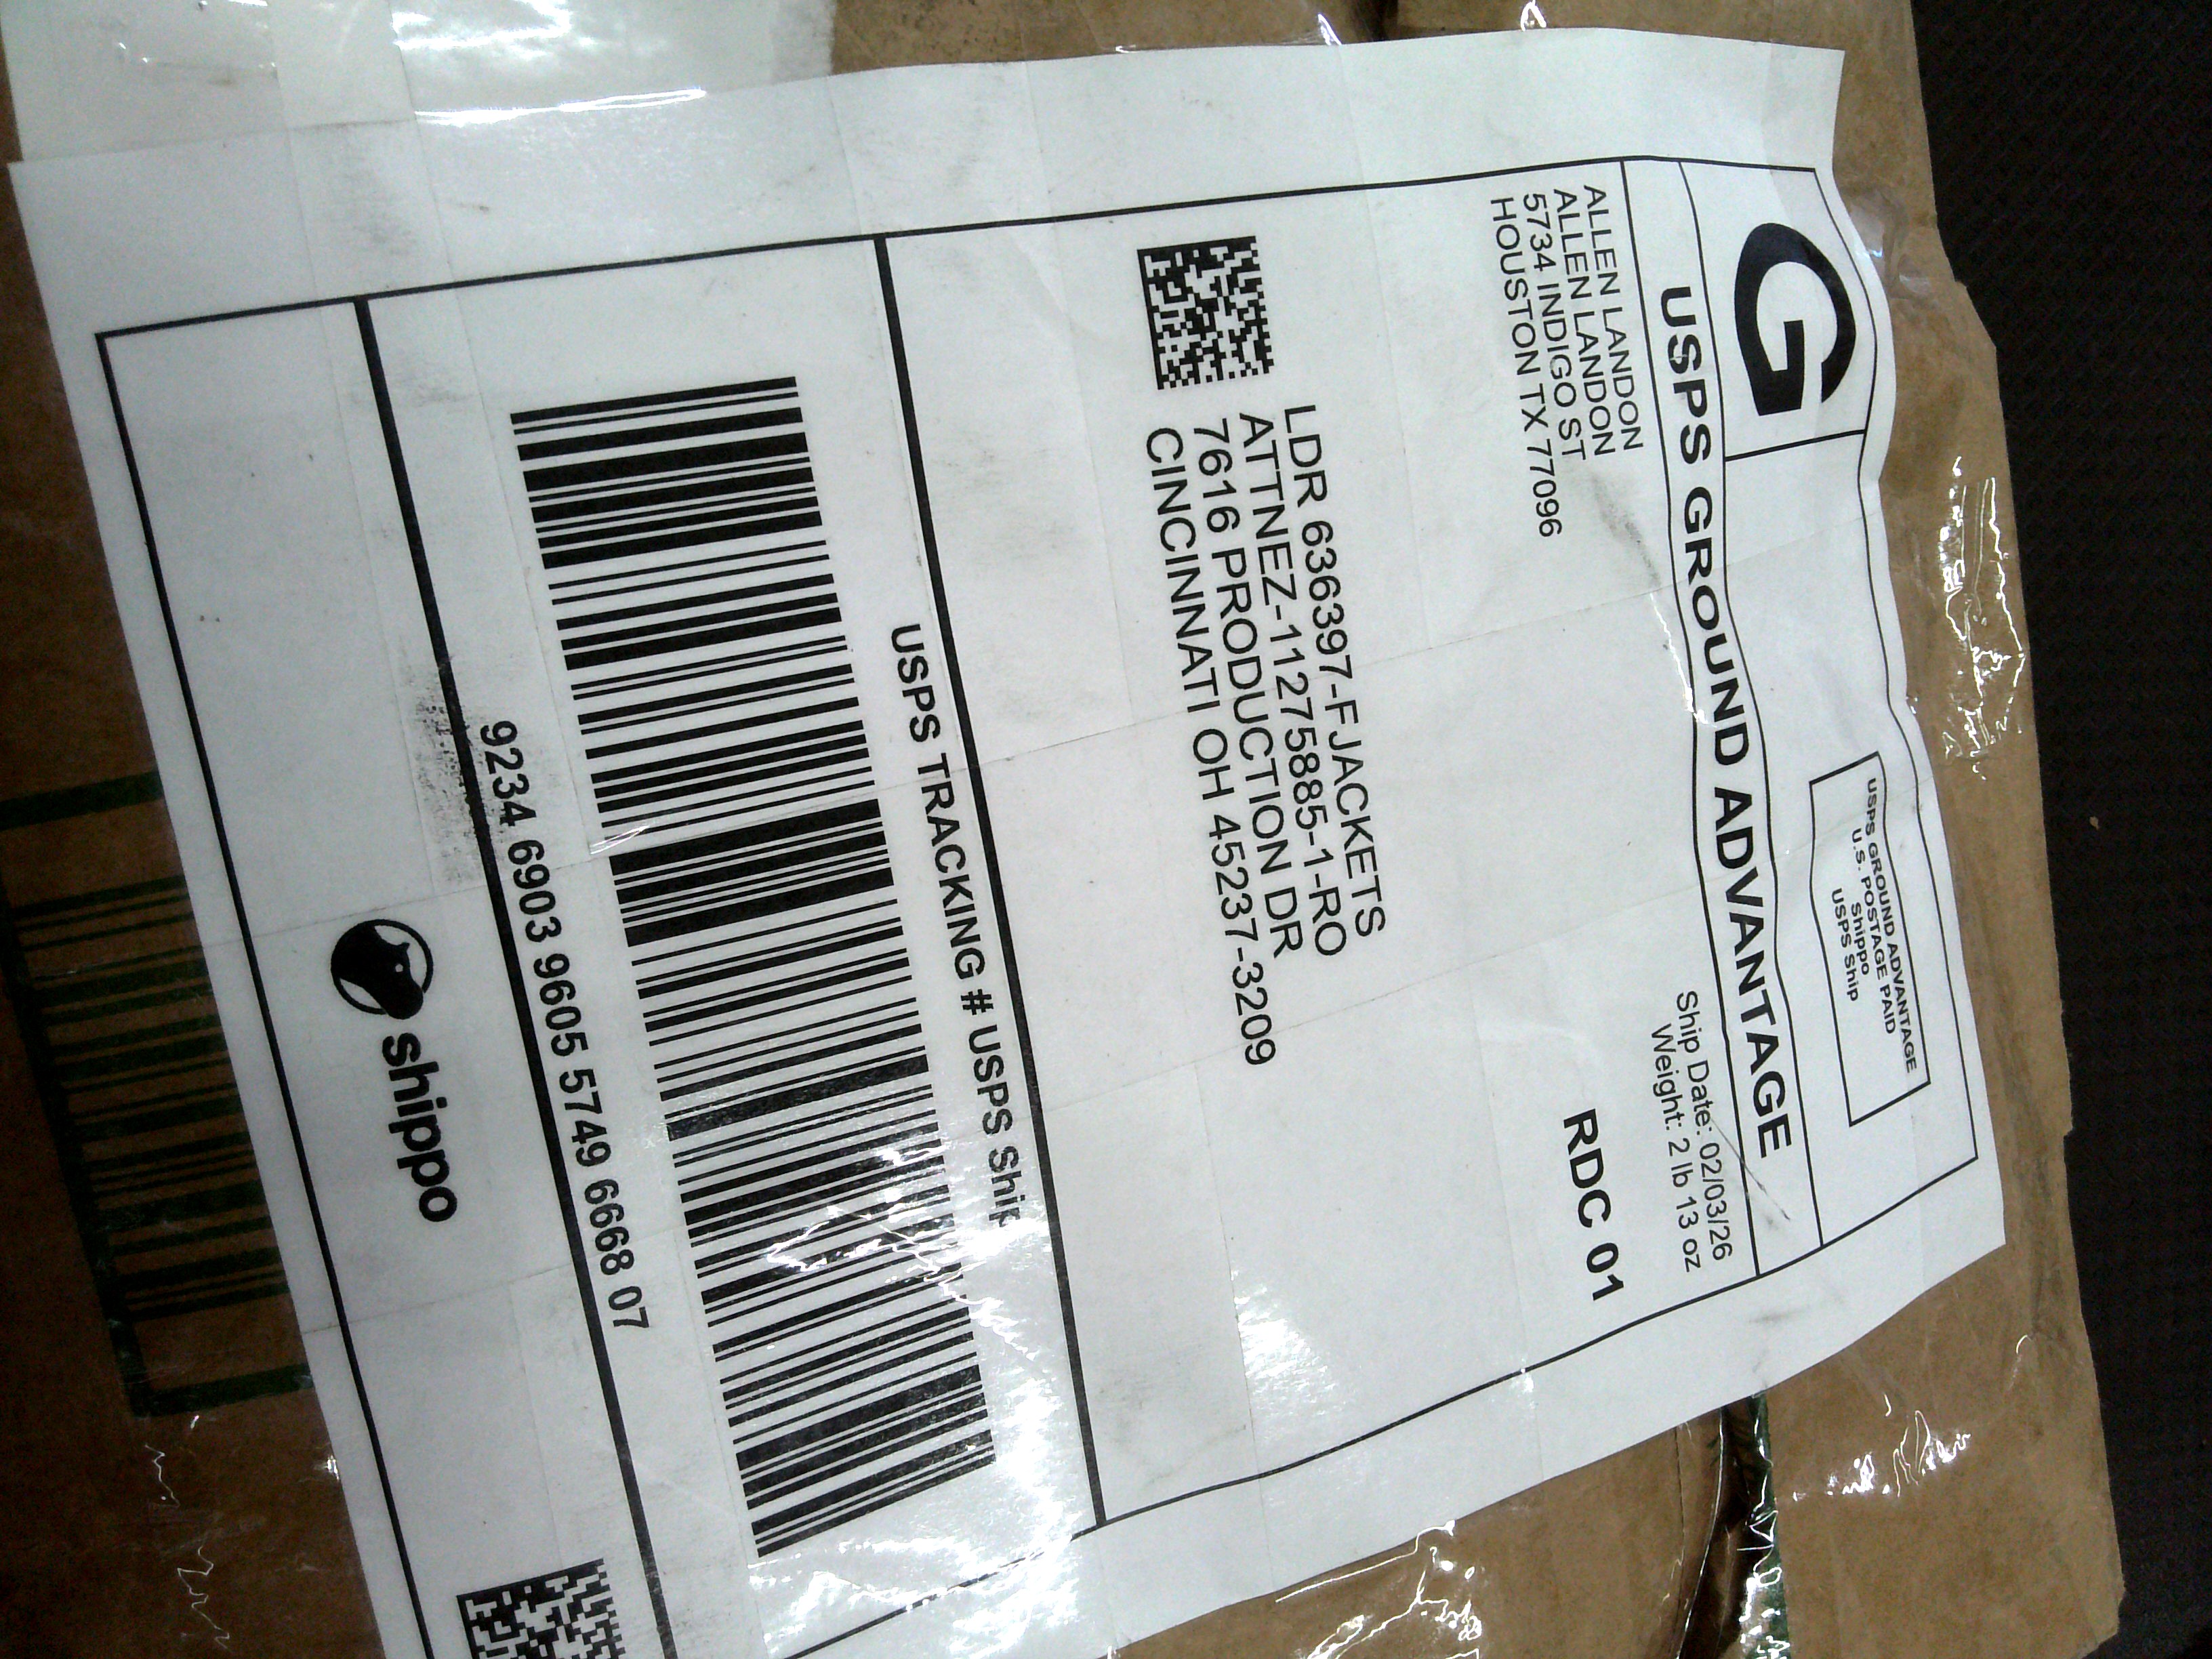 G
USPS GROUND ADVANTAGE
U.S. POSTAGE PAID
Shippo
USPS Ship
USPS GROUND ADVANTAGE
ALLEN LANDON
ALLEN LANDON
5734 INDIGO ST
HOUSTON TX 77096
Ship Date: 02/03/26
Weight: 2 lb 13 oz
RDC 01
LDR 636397-FJACKETS
ATTNEZ-112758885-1-RO
7616 PRODUCTION DR
CINCINNATI OH 45237-3209
USPS TRACKING # USPS Ship
9234 6903 9605 5749 6668 07
shippo